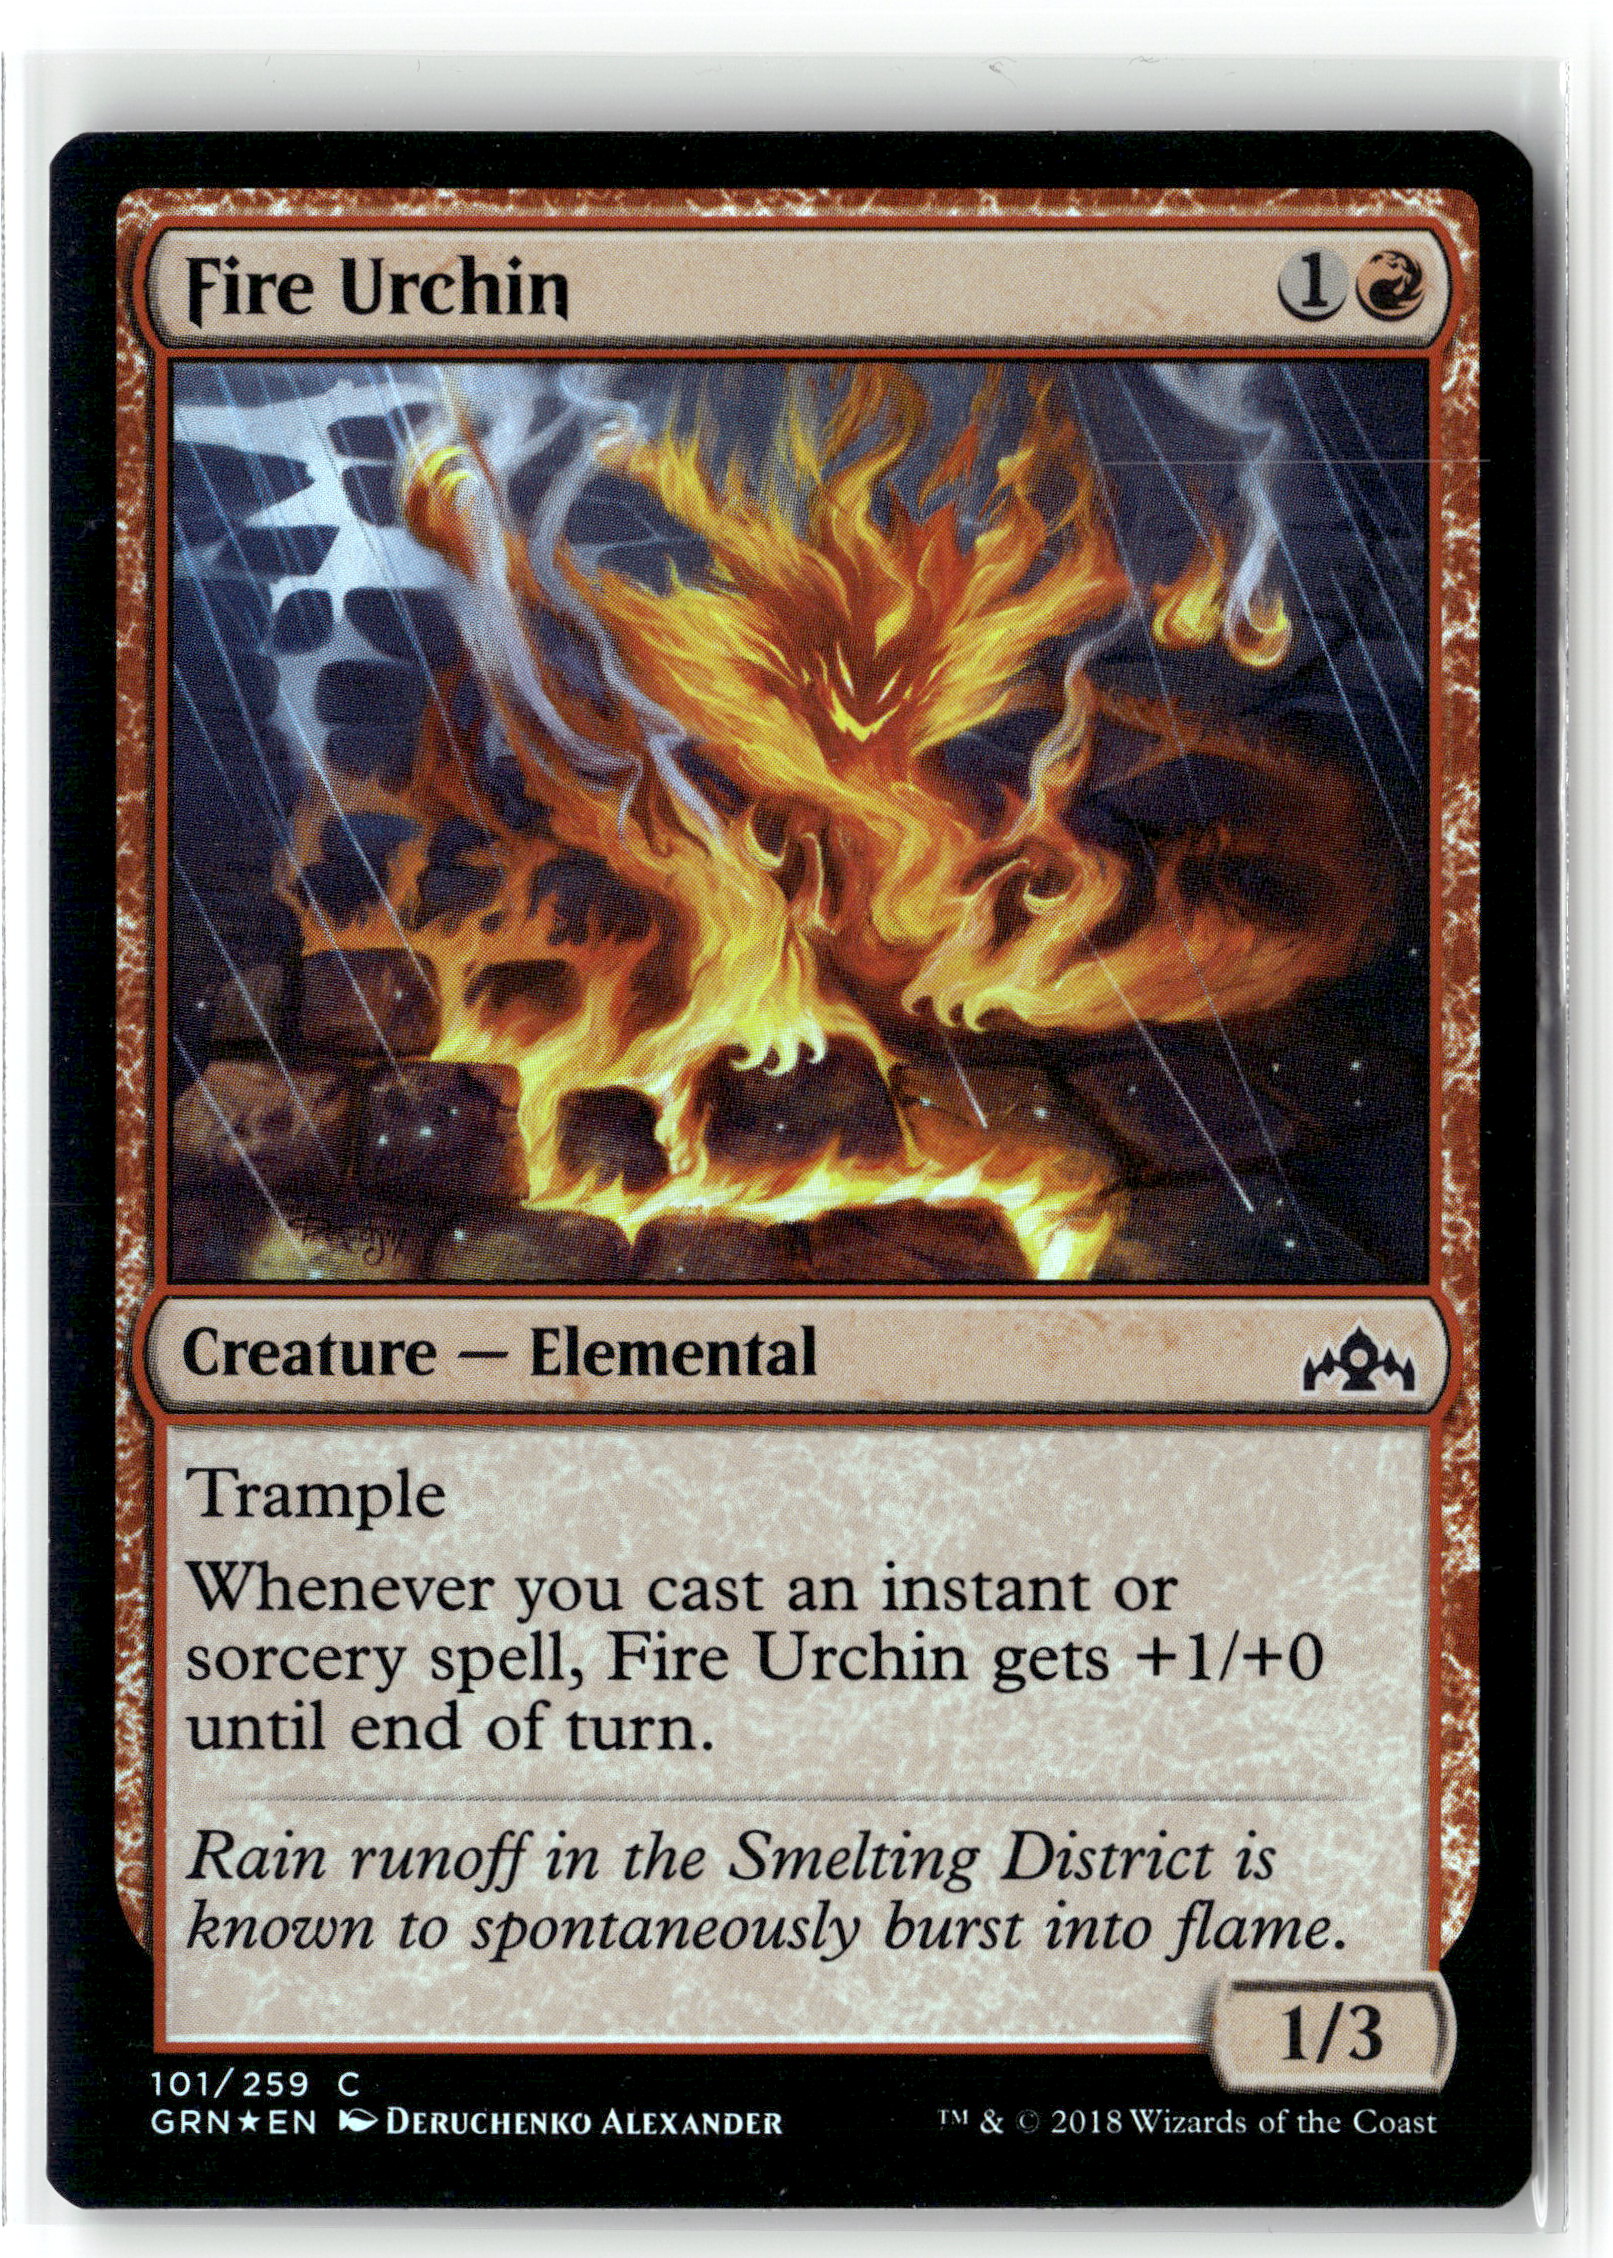 Fire Urchin 1
Creature — Elemental
Trample
Whenever you cast an instant or
sorcery spell, Fire Urchin gets +1/+0
until end of turn.
Rain runoff in the Smelting District is
known to spontaneously burst into flame.
1/3
101/259 C
GRN★EN DERUCHENKO ALEXANDER ™ & © 2018 Wizards of the Coast